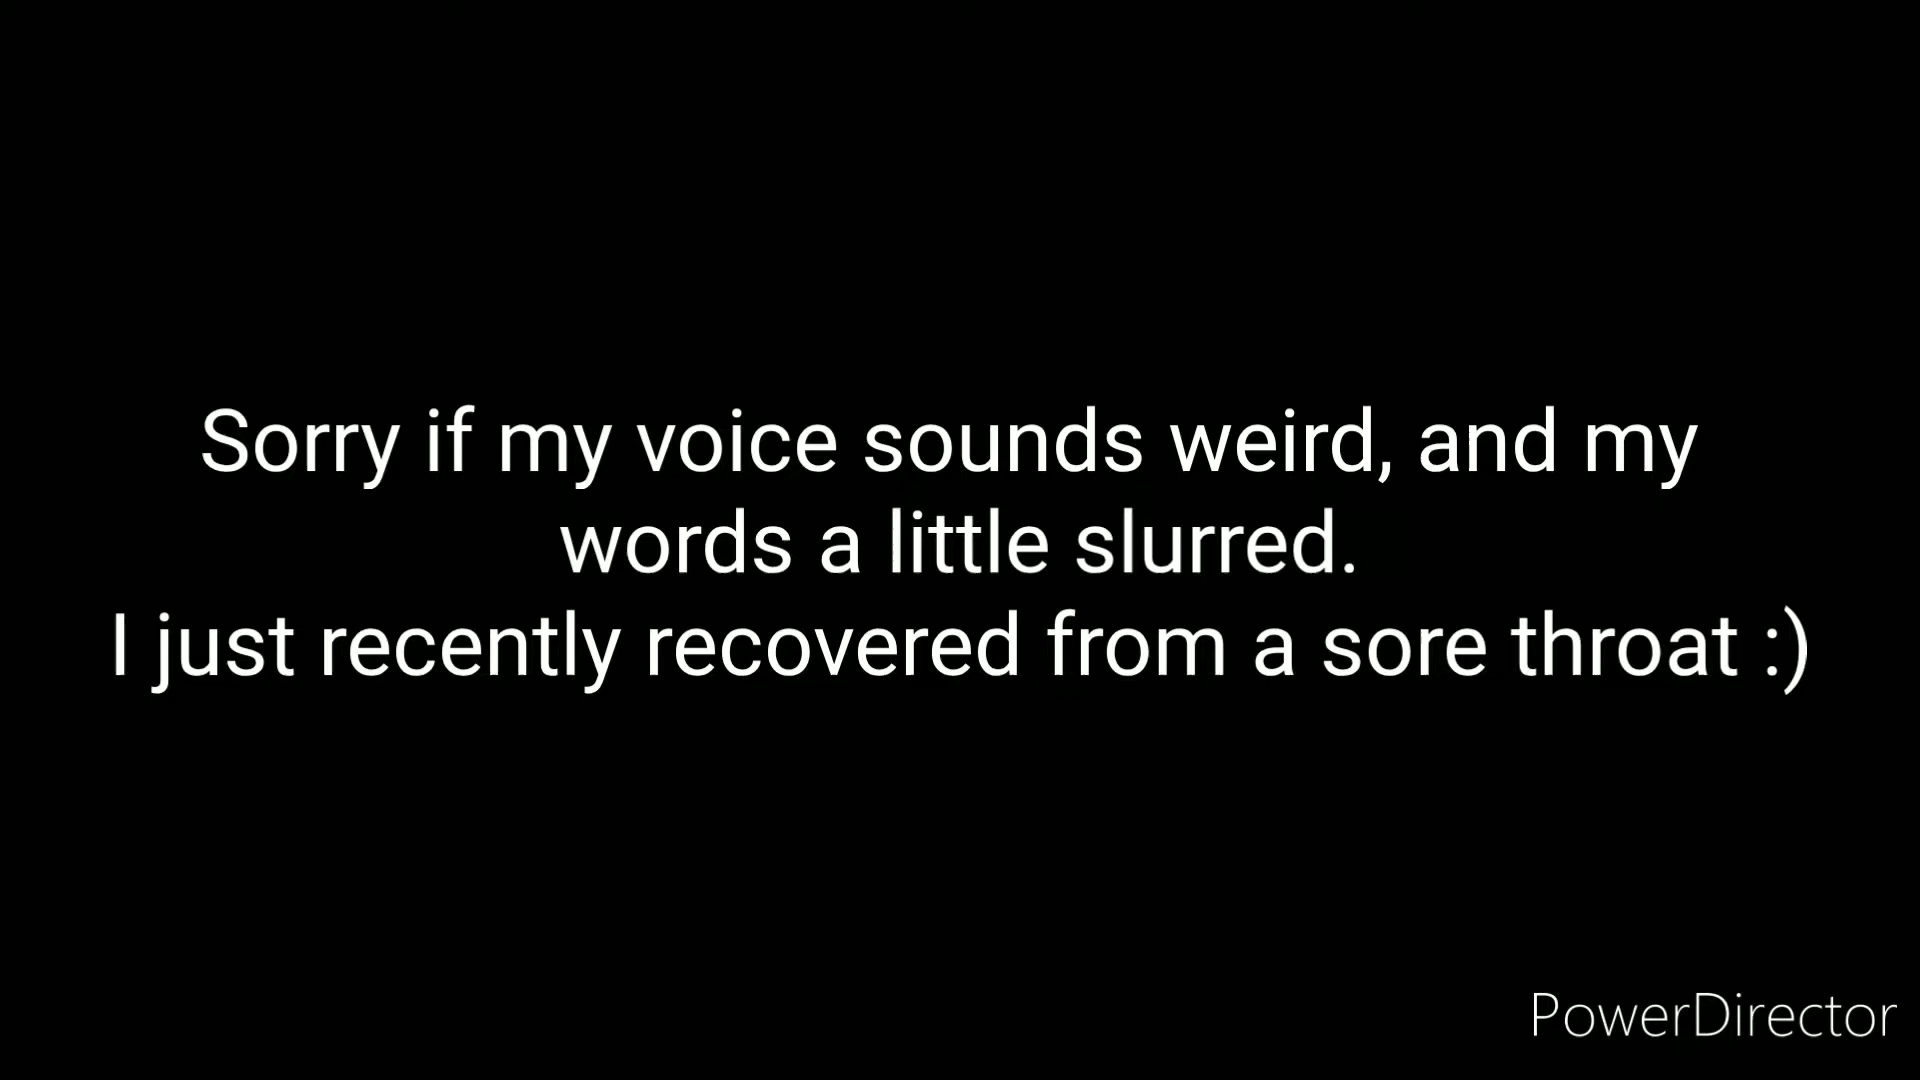 Sorry if my voice sounds weird, and my
words a little slurred.
I just recently recovered from a sore throat :)
PowerDirector